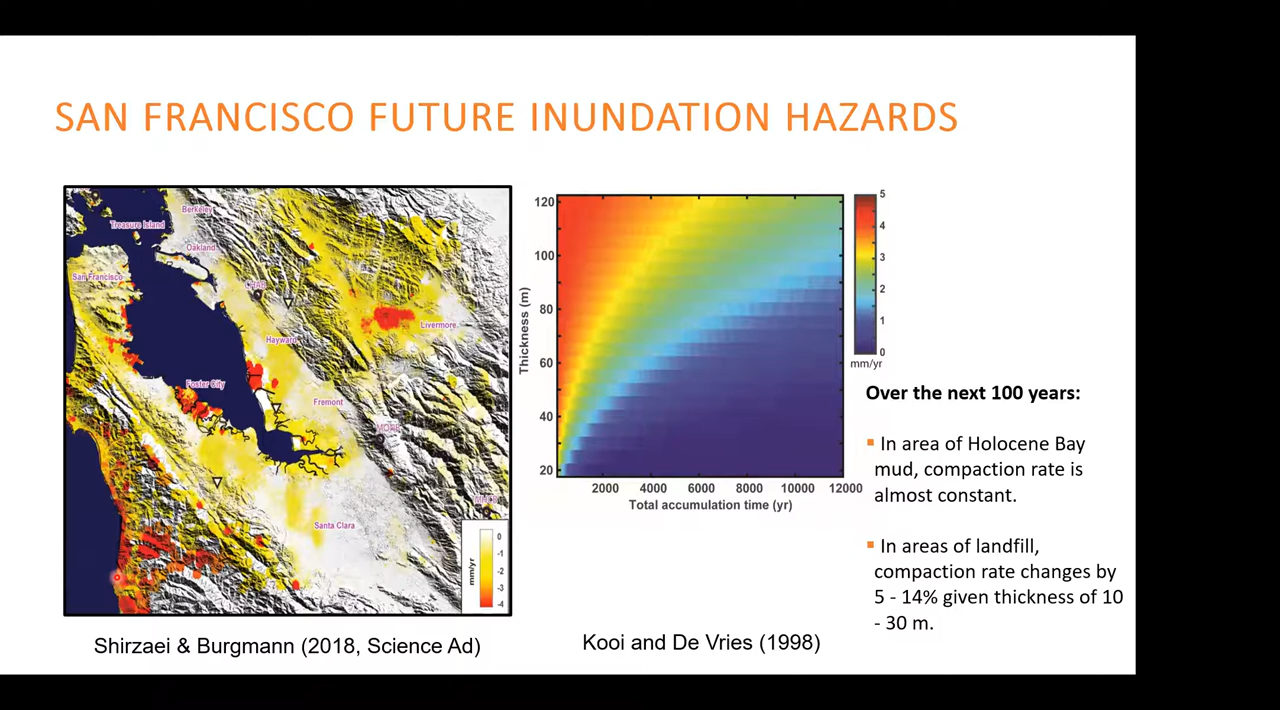 SAN FRANCISCO FUTURE INUNDATION HAZARDS
Berkeley
Treasure Island
Oakland
San Francisco
CHAB
Livermore
Hayward
Foster City
Fremont
Santa Clara
mm/yr
0
-1
-2
-3
-4
Shirzaei & Burgmann (2018, Science Ad)
Thickness (m)
120
100
80
60
40
20
2000 4000 6000 8000 10000 12000
Total accumulation time (yr)
5
4
3
2
1
0
mm/yr
Kooi and De Vries (1998)
Over the next 100 years:
In area of Holocene Bay
mud, compaction rate is
almost constant.
In areas of landfill,
compaction rate changes by
5 - 14% given thickness of 10
- 30 m.